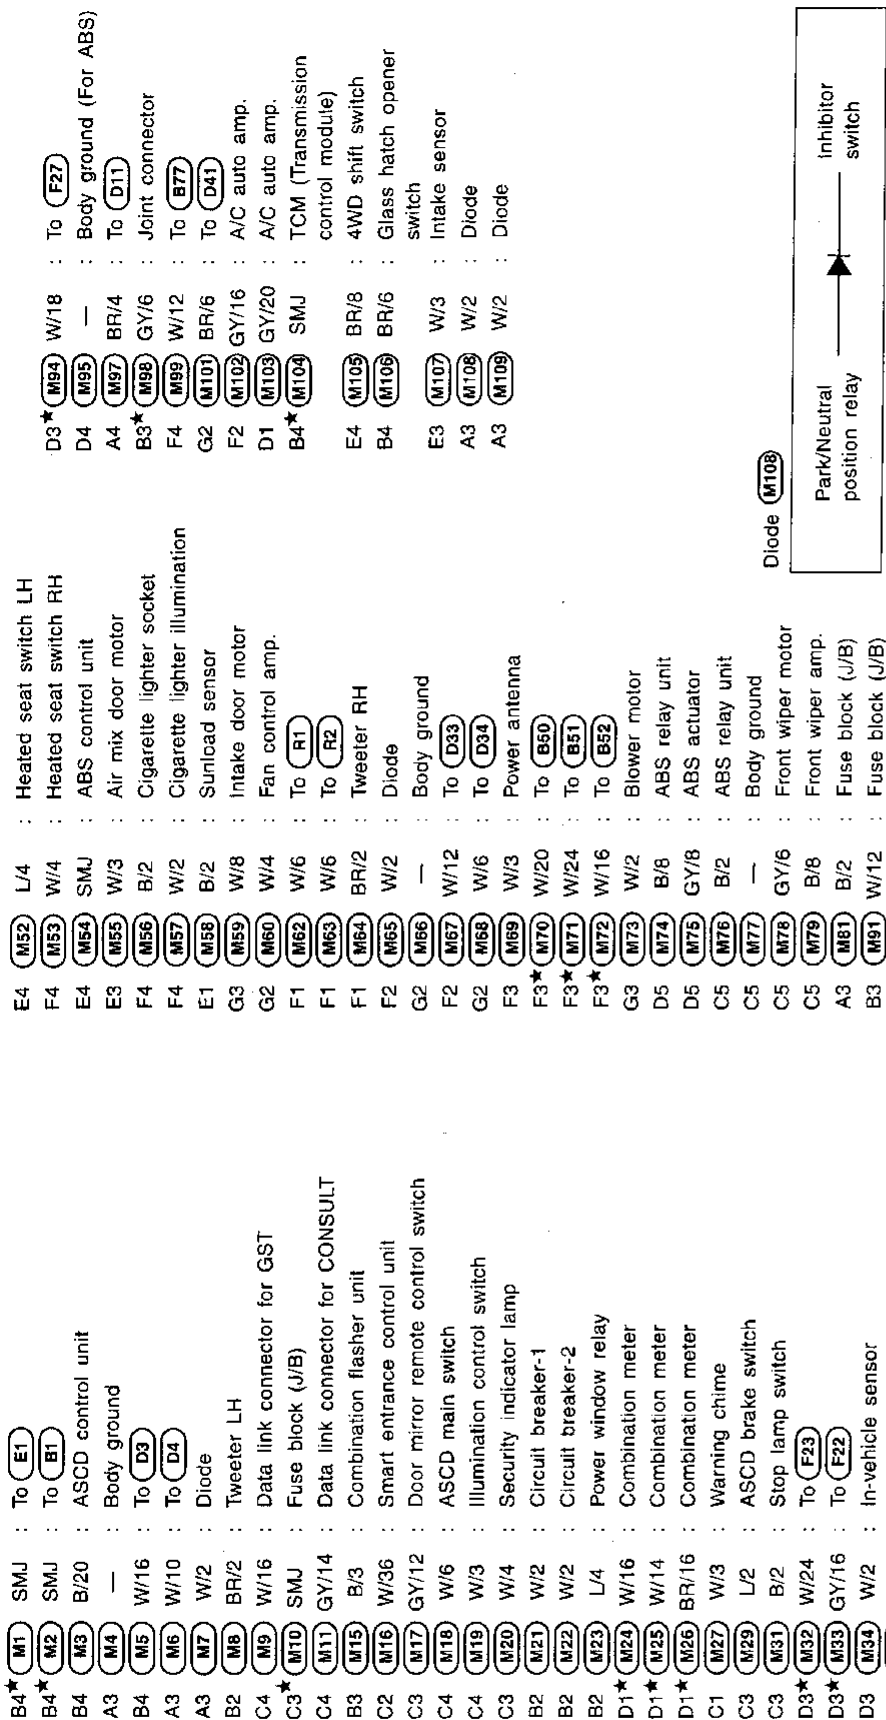 B4★ M1 SMJ : To E1
B4★ M2 SMJ : To B1
B4 M3 B/20 : ASCD control unit
A3 M4 — : Body ground
B4 M5 W/16 : To D3
A3 M6 W/10 : To D4
A3 M7 W/2 : Diode
B2 M8 BR/2 : Tweeter LH
C4 M9 W/16 : Data link connector for GST
C3★ M10 SMJ : Fuse block (J/B)
C4 M11 GY/14 : Data link connector for CONSULT
B3 M15 B/3 : Combination flasher unit
C2 M16 W/36 : Smart entrance control unit
C3 M17 GY/12 : Door mirror remote control switch
C4 M18 W/6 : ASCD main switch
C4 M19 W/3 : Illumination control switch
C3 M20 W/4 : Security indicator lamp
B2 M21 W/2 : Circuit breaker-1
B2 M22 W/2 : Circuit breaker-2
B2 M23 L/4 : Power window relay
D1★ M24 W/16 : Combination meter
D1★ M25 W/14 : Combination meter
D1★ M26 BR/16 : Combination meter
C1 M27 W/3 : Warning chime
C3 M29 L/2 : ASCD brake switch
C3 M31 B/2 : Stop lamp switch
D3★ M32 W/24 : To F23
D3★ M33 GY/16 : To F22
D3 M34 W/2 : In-vehicle sensor
E4 M52 L/4 : Heated seat switch LH
F4 M53 W/4 : Heated seat switch RH
E4 M54 SMJ : ABS control unit
E3 M55 W/3 : Air mix door motor
F4 M56 B/2 : Cigarette lighter socket
F4 M57 W/2 : Cigarette lighter illumination
E1 M58 B/2 : Sunload sensor
G3 M59 W/8 : Intake door motor
G2 M60 W/4 : Fan control amp.
F1 M62 W/6 : To R1
F1 M63 W/6 : To R2
F1 M64 BR/2 : Tweeter RH
F2 M65 W/2 : Diode
G2 M66 — : Body ground
F2 M67 W/12 : To D33
G2 M68 W/6 : To D34
F3 M69 W/3 : Power antenna
F3★ M70 W/20 : To B50
F3★ M71 W/24 : To B51
F3★ M72 W/16 : To B52
G3 M73 W/2 : Blower motor
D5 M74 B/8 : ABS relay unit
D5 M75 GY/8 : ABS actuator
C5 M76 B/2 : ABS relay unit
C5 M77 — : Body ground
C5 M78 GY/6 : Front wiper motor
C5 M79 B/8 : Front wiper amp.
A3 M81 B/2 : Fuse block (J/B)
B3 M91 W/12 : Fuse block (J/B)
D3★ M94 W/18 : To F27
D4 M95 — : Body ground (For ABS)
A4 M97 BR/4 : To D11
B3★ M98 GY/6 : Joint connector
F4 M99 W/12 : To B77
G2 M101 BR/6 : To D41
F2 M102 GY/16 : A/C auto amp.
D1 M103 GY/20 : A/C auto amp.
B4★ M104 SMJ : TCM (Transmission
control module)
E4 M105 BR/8 : 4WD shift switch
B4 M106 BR/6 : Glass hatch opener
switch
E3 M107 W/3 : Intake sensor
A3 M108 W/2 : Diode
A3 M109 W/2 : Diode
Diode M108
Park/Neutral
position relay
Inhibitor
switch